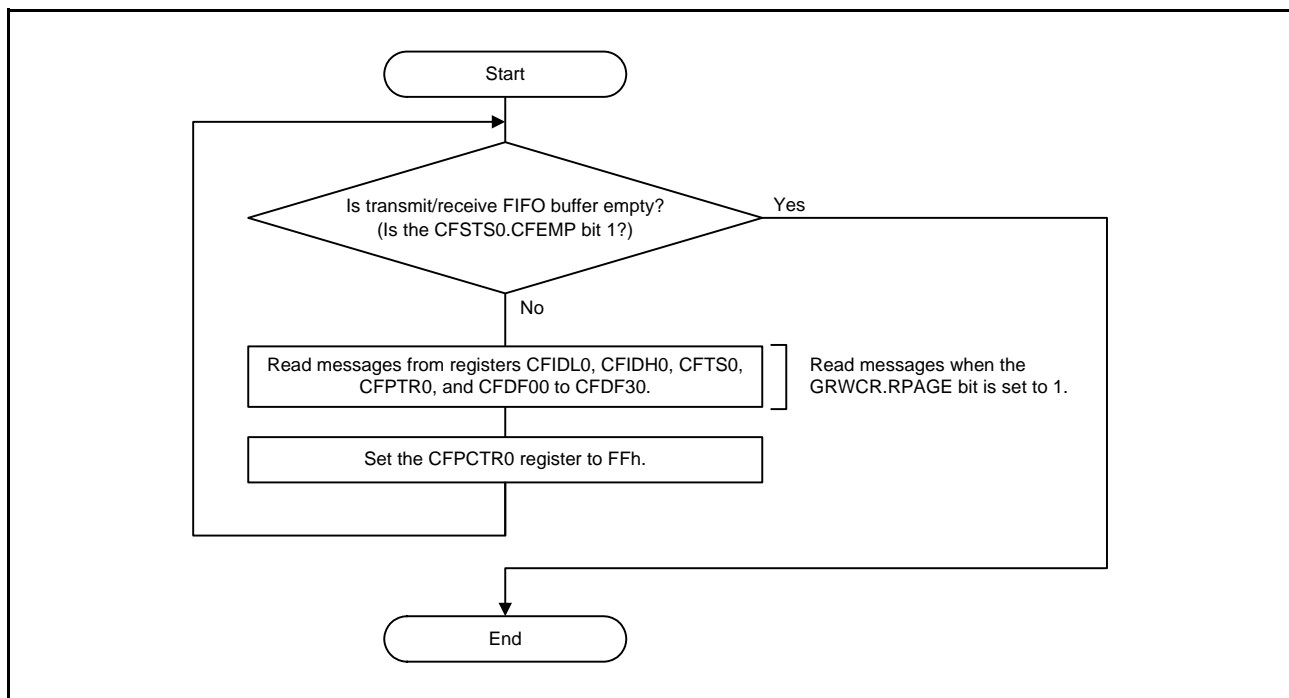 Start
Is transmit/receive FIFO buffer empty?
(Is the CFSTS0.CFEMP bit 1?)
Yes
No
Read messages from registers CFIDL0, CFIDH0, CFTS0,
CFPTR0, and CFDF00 to CFDF30.
Read messages when the
GRWCR.RPAGE bit is set to 1.
Set the CFPCTR0 register to FFh.
End